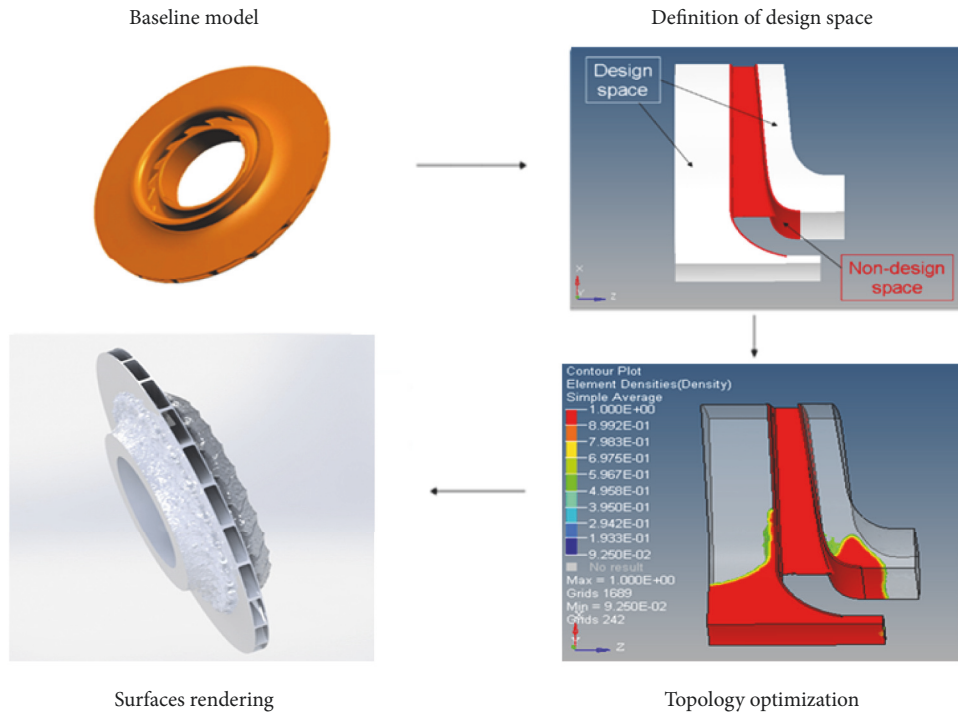 Baseline model
Definition of design space
Design
space
Non-design
space
X
Y
Z
Contour Plot
Element Densities(Density)
Simple Average
1.000E+00
8.992E-01
7.983E-01
6.975E-01
5.967E-01
4.958E-01
3.950E-01
2.942E-01
1.933E-01
9.250E-02
No result
Max = 1.000E+00
Grids 1689
Min = 9.250E-02
Grids 242
X
Y
Z
Surfaces rendering
Topology optimization